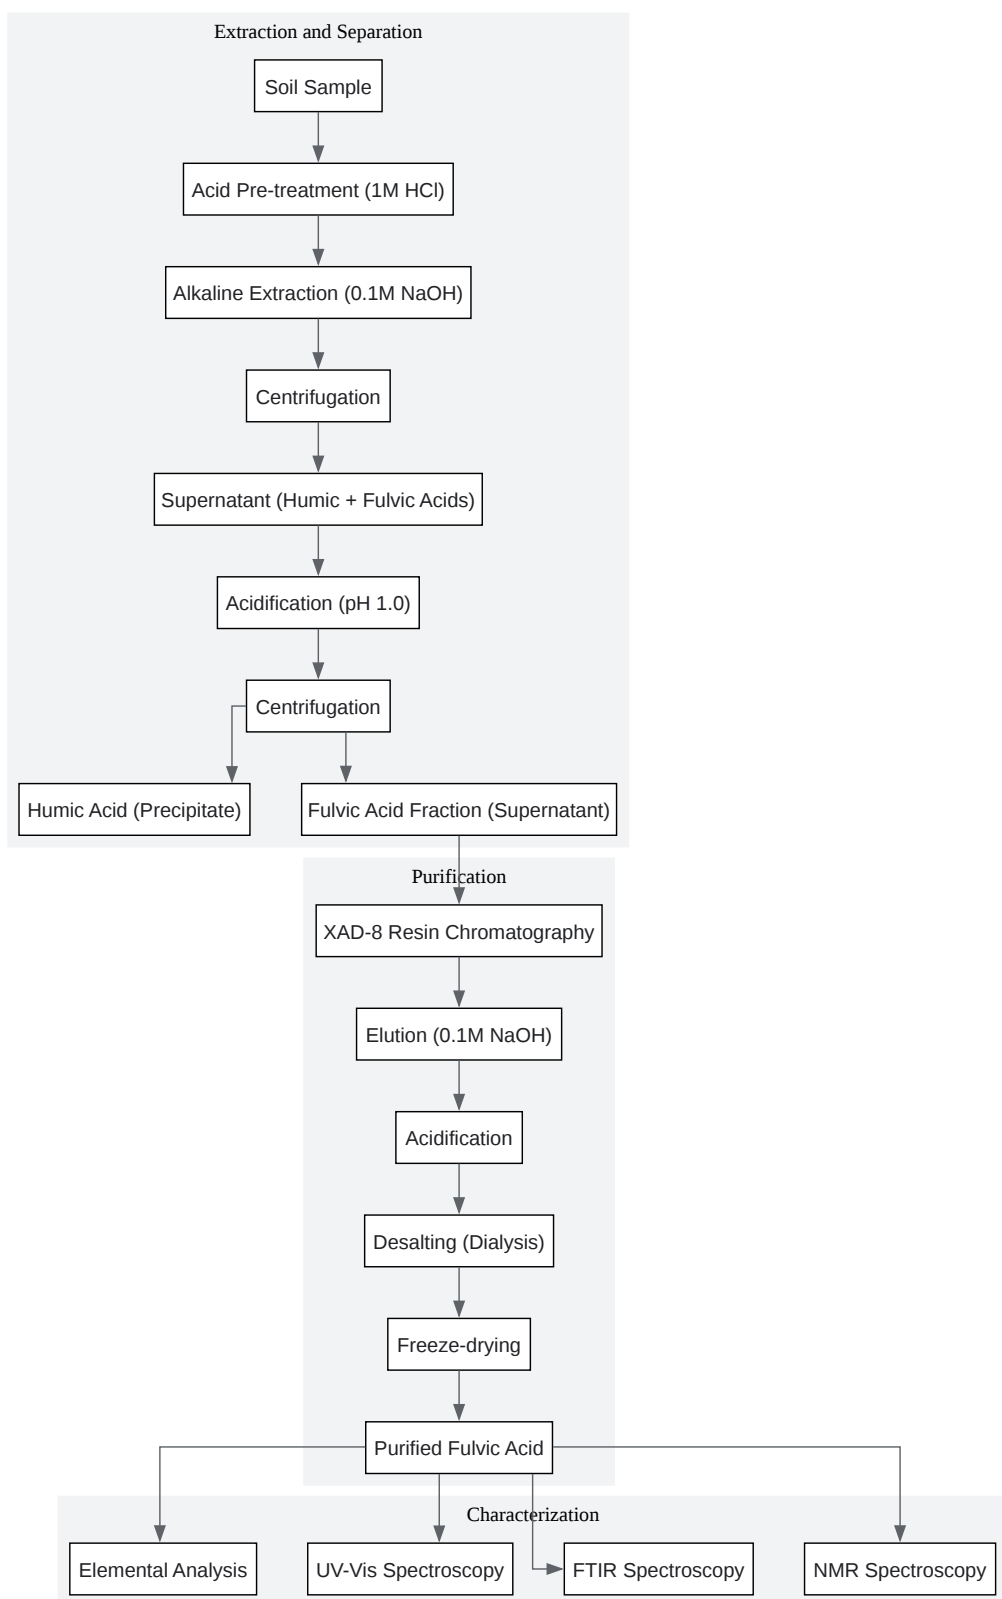 Extraction and Separation
Soil Sample
Acid Pre-treatment (1M HCl)
Alkaline Extraction (0.1M NaOH)
Centrifugation
Supernatant (Humic + Fulvic Acids)
Acidification (pH 1.0)
Centrifugation
Humic Acid (Precipitate)
Fulvic Acid Fraction (Supernatant)
Purification
XAD-8 Resin Chromatography
Elution (0.1M NaOH)
Acidification
Desalting (Dialysis)
Freeze-drying
Purified Fulvic Acid
Characterization
Elemental Analysis
UV-Vis Spectroscopy
FTIR Spectroscopy
NMR Spectroscopy